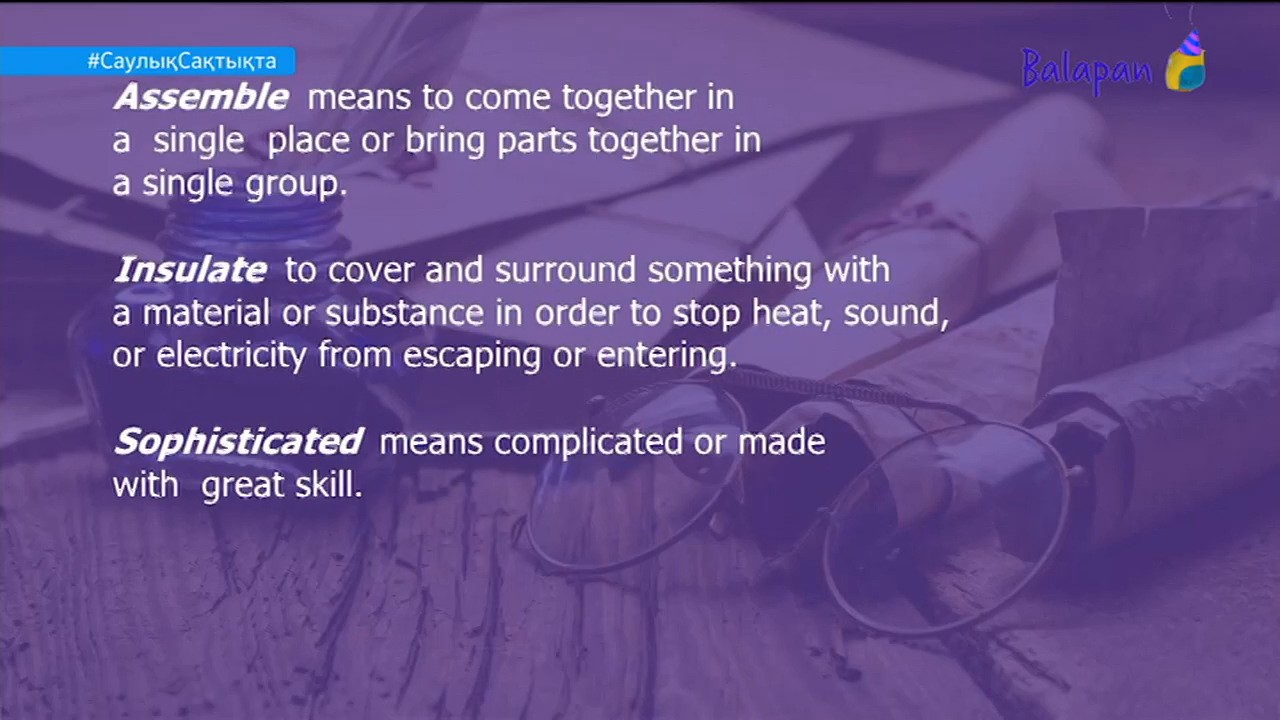 #СаулықСақтықта
Balapan
Assemble means to come together in
a single place or bring parts together in
a single group.
Insulate to cover and surround something with
a material or substance in order to stop heat, sound,
or electricity from escaping or entering.
Sophisticated means complicated or made
with great skill.